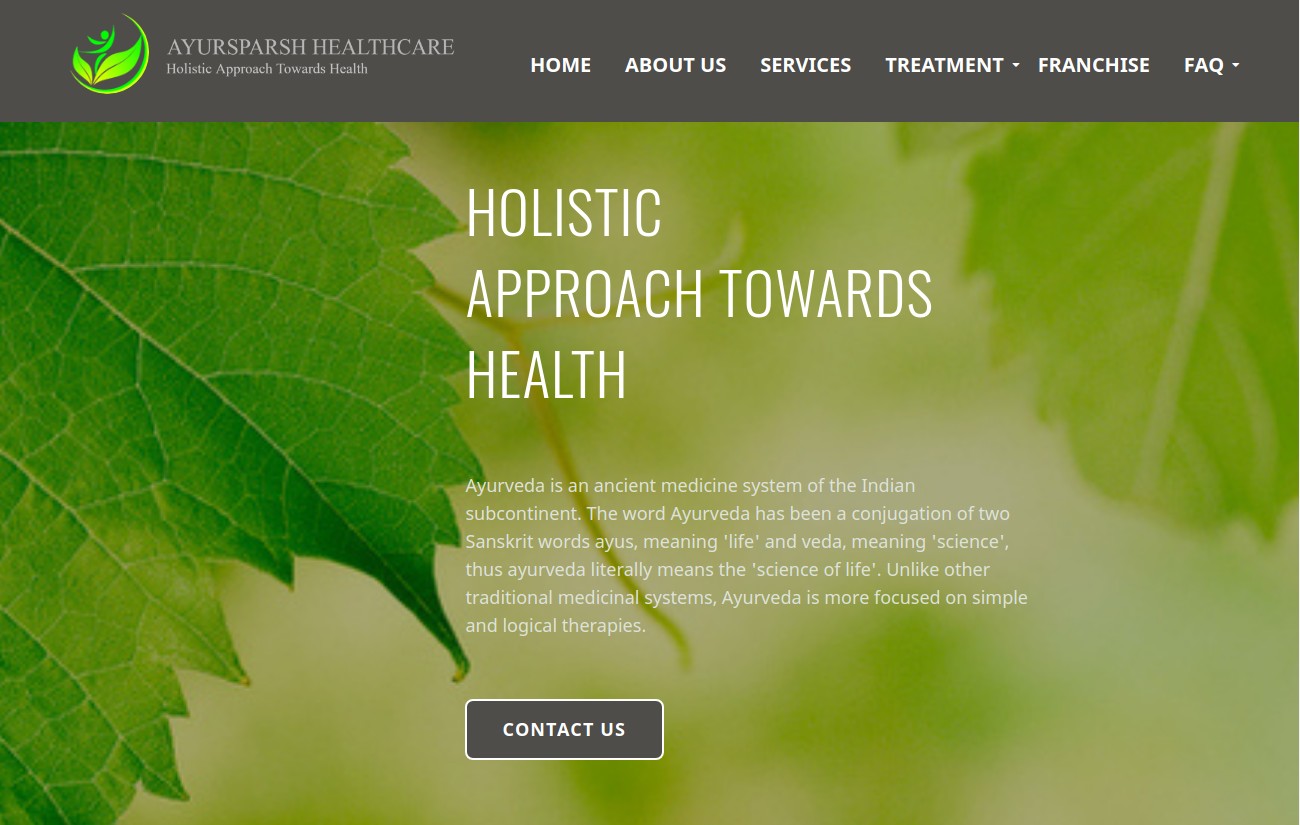 AYURSPARSH HEALTHCARE
Holistic Approach Towards Health
HOME ABOUT US SERVICES TREATMENT FRANCHISE FAQ
HOLISTIC
APPROACH TOWARDS
HEALTH
Ayurveda is an ancient medicine system of the Indian
subcontinent. The word Ayurveda has been a conjugation of two
Sanskrit words ayus, meaning 'life' and veda, meaning 'science',
thus ayurveda literally means the 'science of life'. Unlike other
traditional medicinal systems, Ayurveda is more focused on simple
and logical therapies.
CONTACT US